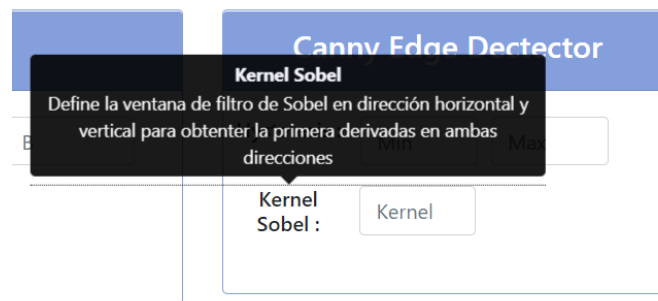 Canny Edge Dectector
Kernel Sobel
Define la ventana de filtro de Sobel en dirección horizontal y
vertical para obtenter la primera derivadas en ambas
direcciones
Min
Max
Kernel
Sobel :
Kernel